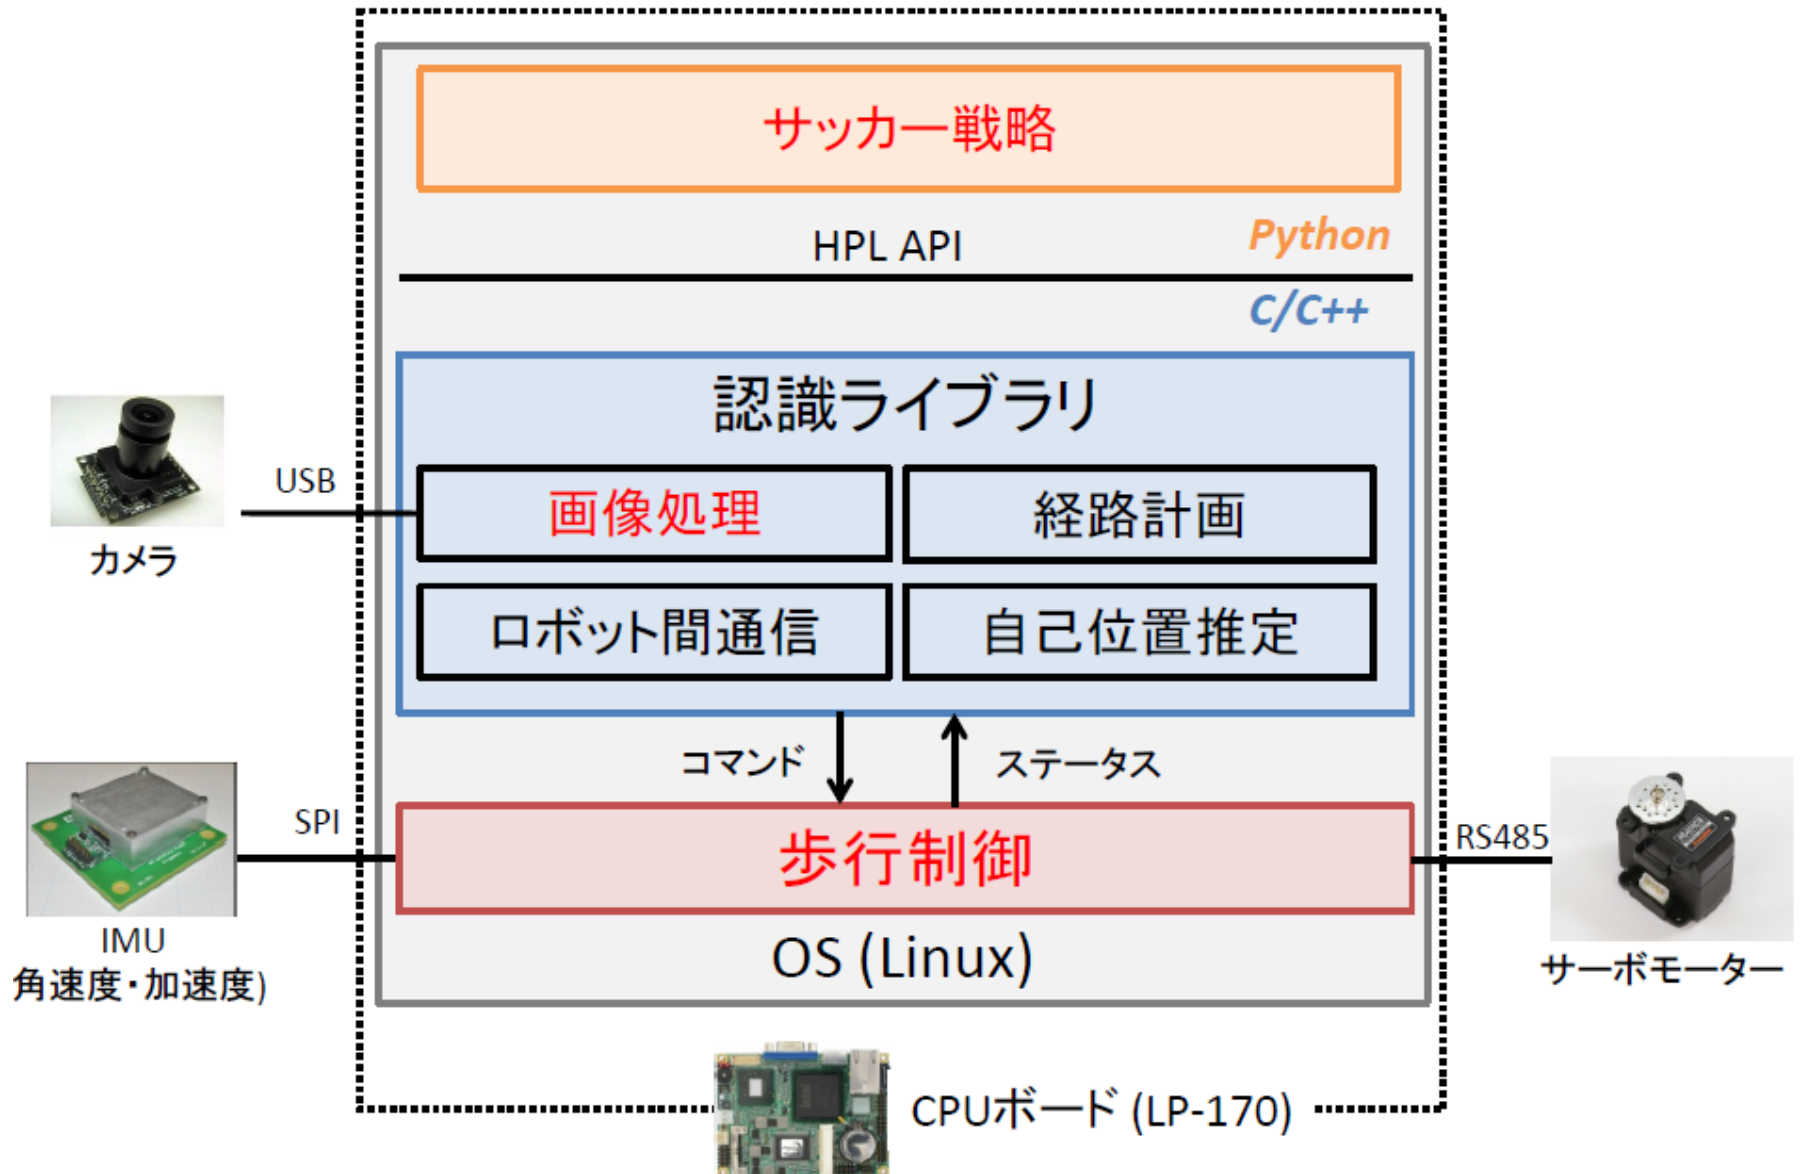 サッカー戦略
HPL API
Python
C/C++
認識ライブラリ
画像処理
経路計画
ロボット間通信
自己位置推定
カメラ
USB
コマンド
ステータス
SPI
歩行制御
RS485
IMU
角速度・加速度)
OS (Linux)
サーボモーター
CPUボード (LP-170)